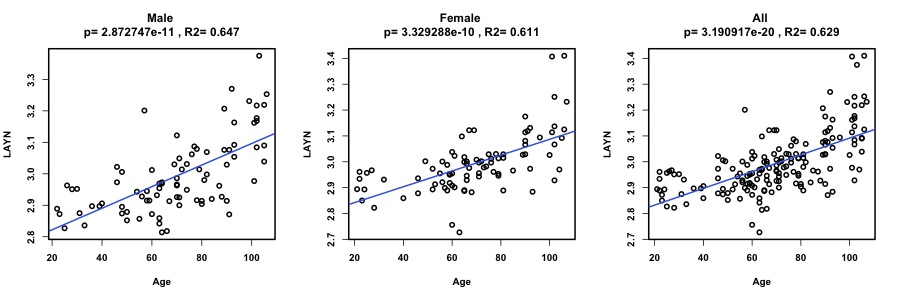 Male
p= 2.872747e-11 , R2= 0.647
LAYN
3.3
3.2
3.1
3.0
2.9
2.8
20 40 60 80 100
Age
Female
p= 3.329288e-10 , R2= 0.611
LAYN
3.4
3.3
3.2
3.1
3.0
2.9
2.8
2.7
20 40 60 80 100
Age
All
p= 3.190917e-20 , R2= 0.629
LAYN
3.4
3.3
3.2
3.1
3.0
2.9
2.8
2.7
20 40 60 80 100
Age